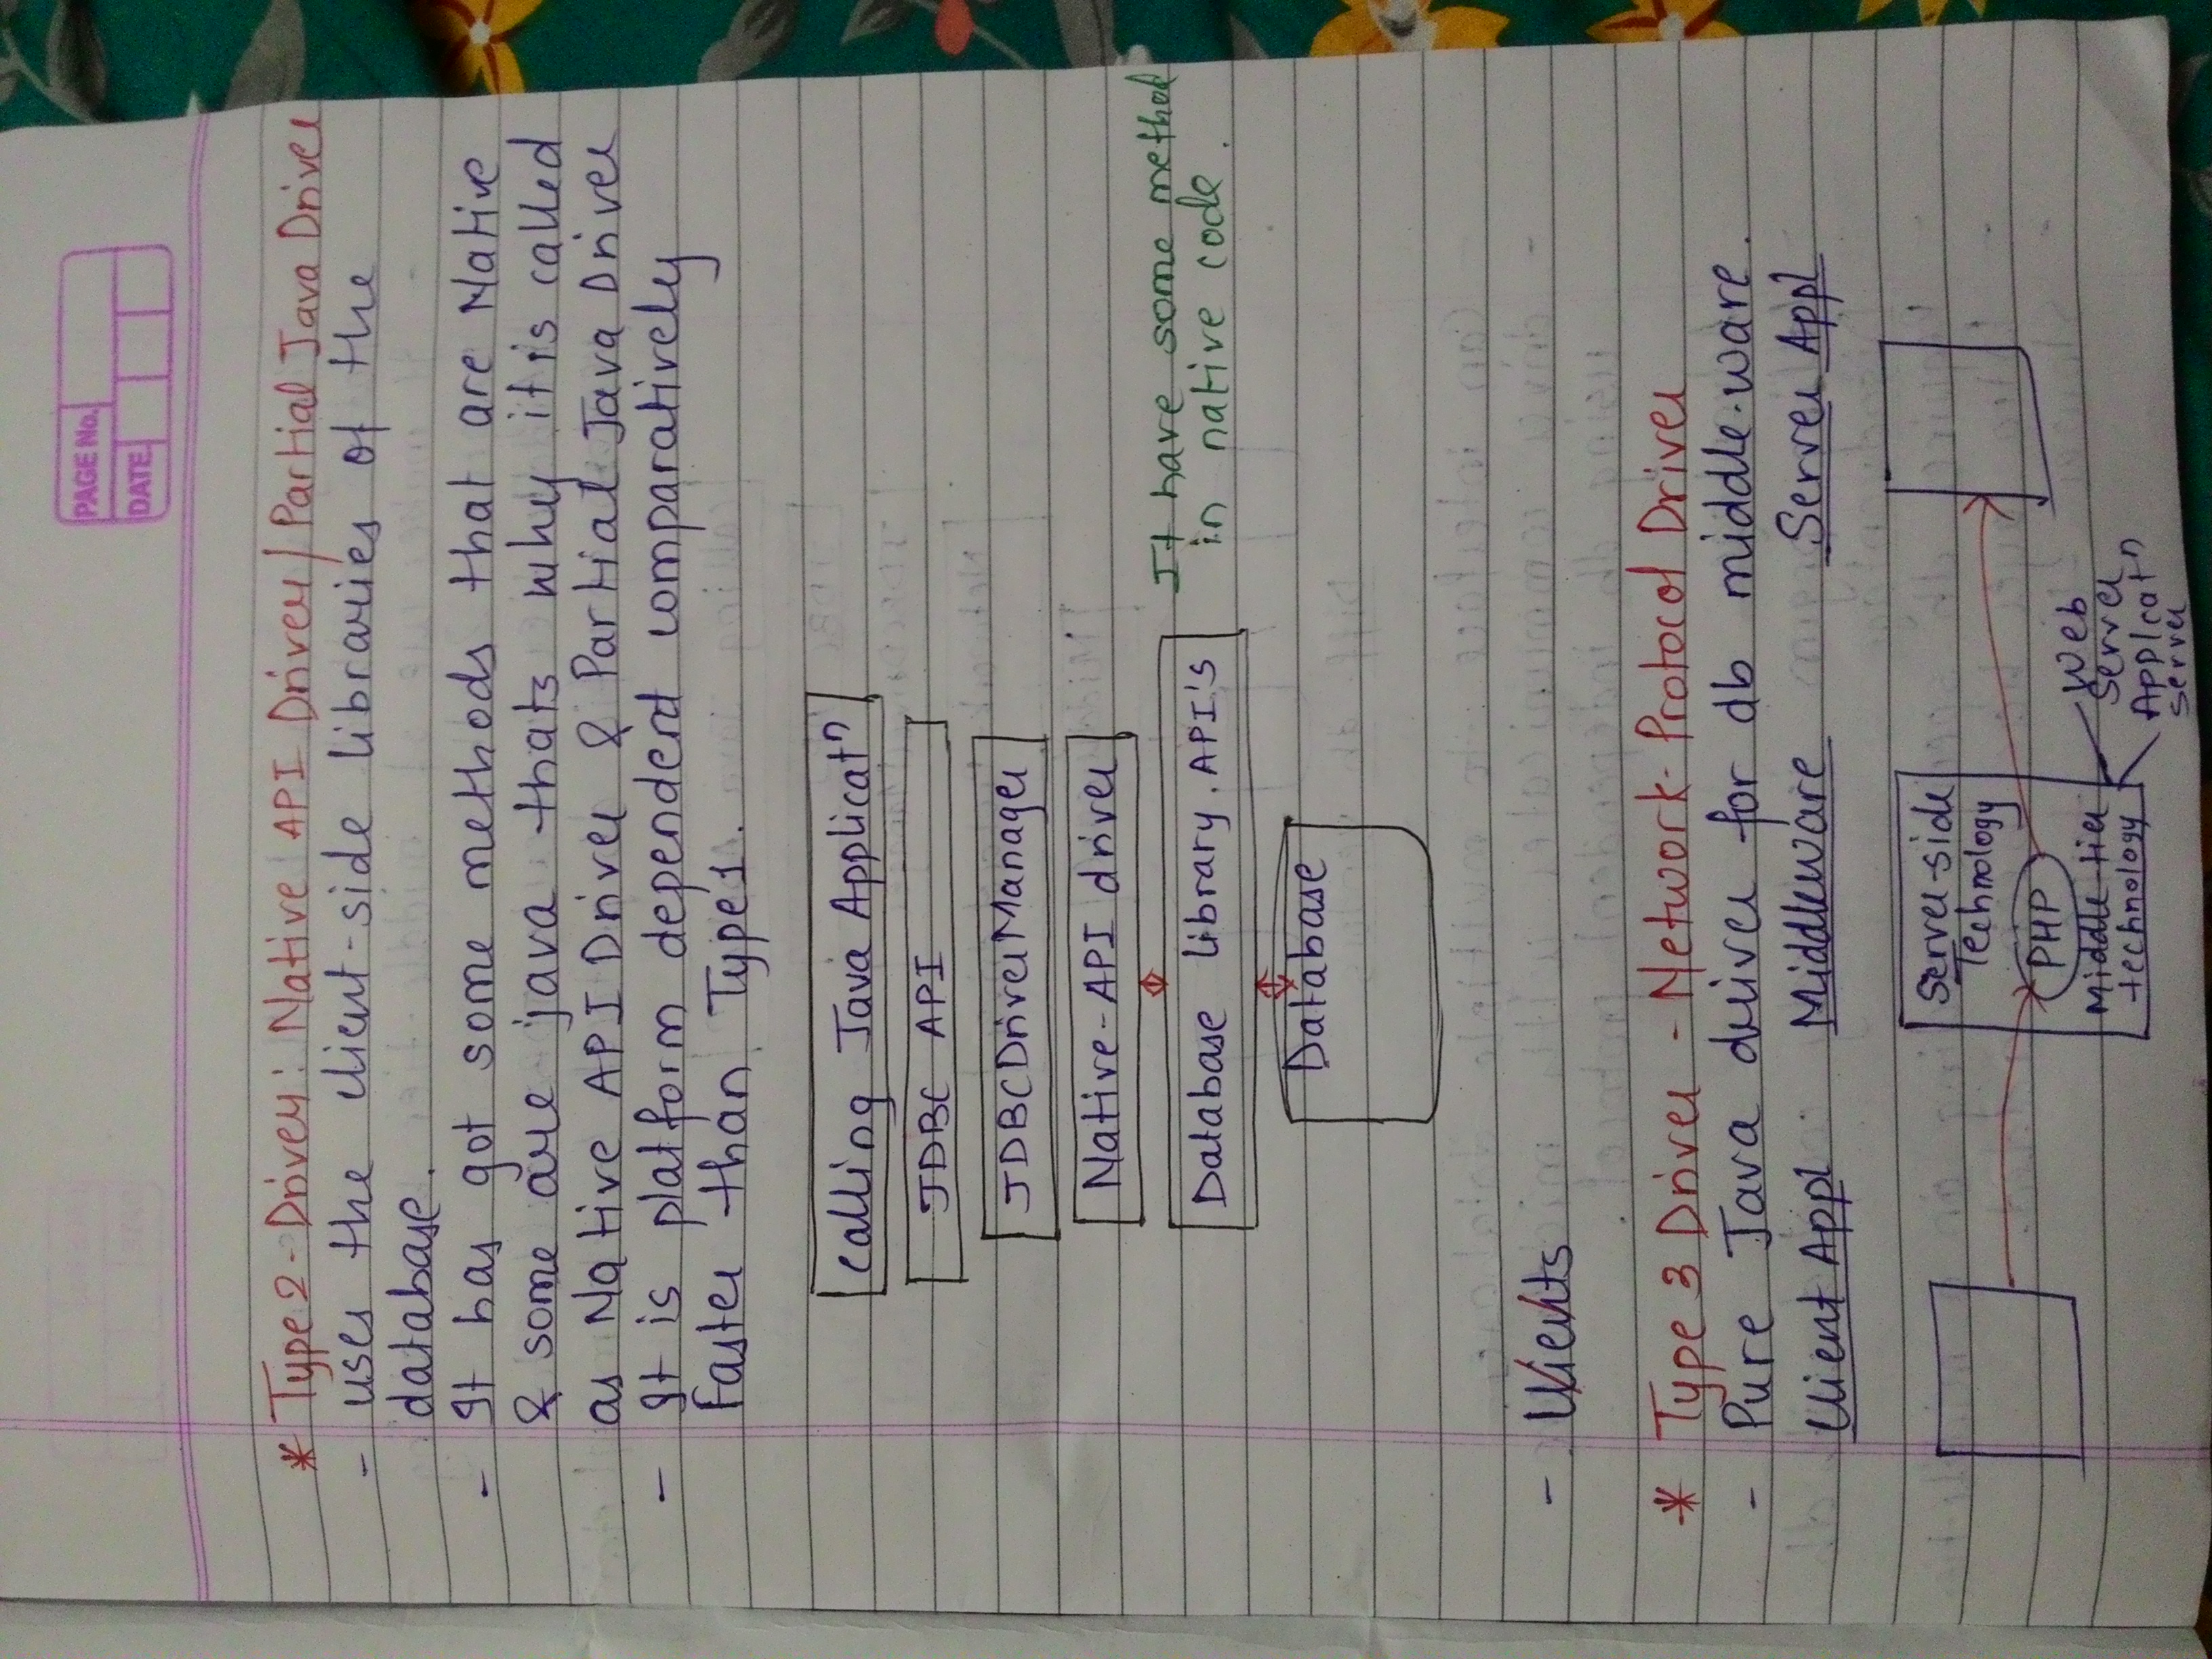 PAGE No.
DATE
* Type 2 - Driver: Native API Driver / Partial Java Driver
- uses the client-side libraries of the
database.
- It has got some methods that are Native
& some are java thats why it is called
as Native API Driver & Partial Java Driver
- It is platform dependent comparatively
Faster than Type 1.
Calling Java Applicatn
JDBC API
JDBCDriverManager
Native-API driver
Database library. API's
It have some method
in native code.
Database
- Clients
* Type 3 Driver - Network-Protocol Driver
- Pure Java driver for db middle-ware.
Client Appl Middleware Server Appl
Server-side
Technology
PHP
Middle-tier
technology
Web
Server
Applcatn
server